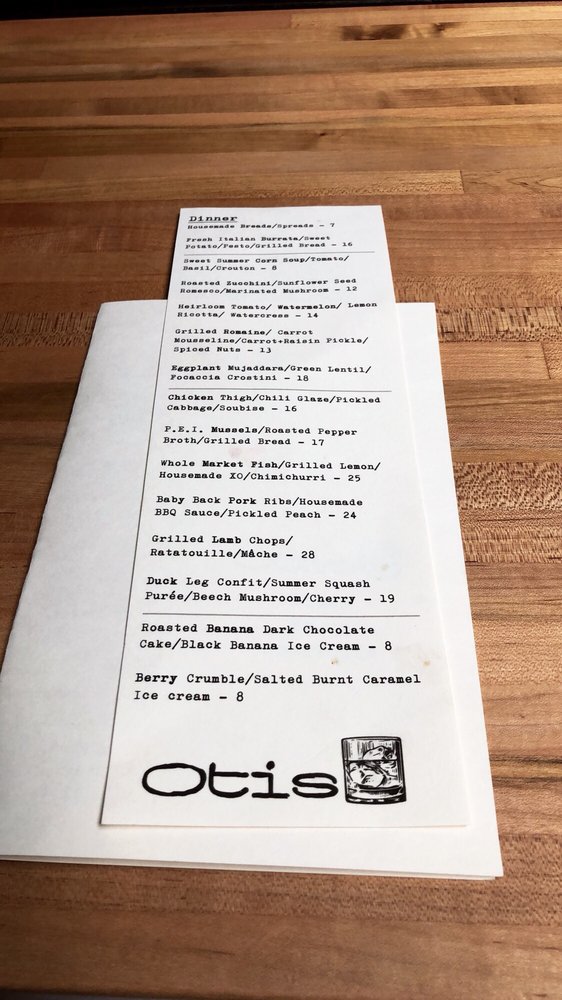 Dinner
Housemade Breads/Spreads - 7
Fresh Italian Burrata/Sweet
Potato/Pesto/Grilled Bread - 16
Sweet Summer Corn Soup/Tomato/
Basil/Crouton - 8
Roasted Zucchini/Sunflower Seed
Romesco/Marinated Mushroom - 12
Heirloom Tomato/ Watermelon/ Lemon
Ricotta/ Watercress - 14
Grilled Romaine/ Carrot
Mousseline/Carrot+Raisin Pickle/
Spiced Nuts - 13
Eggplant Mujaddara/Green Lentil/
Focaccia Crostini - 18
Chicken Thigh/Chili Glaze/Pickled
Cabbage/Soubise - 16
P.E.I. Mussels/Roasted Pepper
Broth/Grilled Bread - 17
Whole Market Fish/Grilled Lemon/
Housemade XO/Chimichurri - 25
Baby Back Pork Ribs/Housemade
BBQ Sauce/Pickled Peach - 24
Grilled Lamb Chops/
Ratatouille/Mâche - 28
Duck Leg Confit/Summer Squash
Purée/Beech Mushroom/Cherry - 19
Roasted Banana Dark Chocolate
Cake/Black Banana Ice Cream - 8
Berry Crumble/Salted Burnt Caramel
Ice cream - 8
Otis